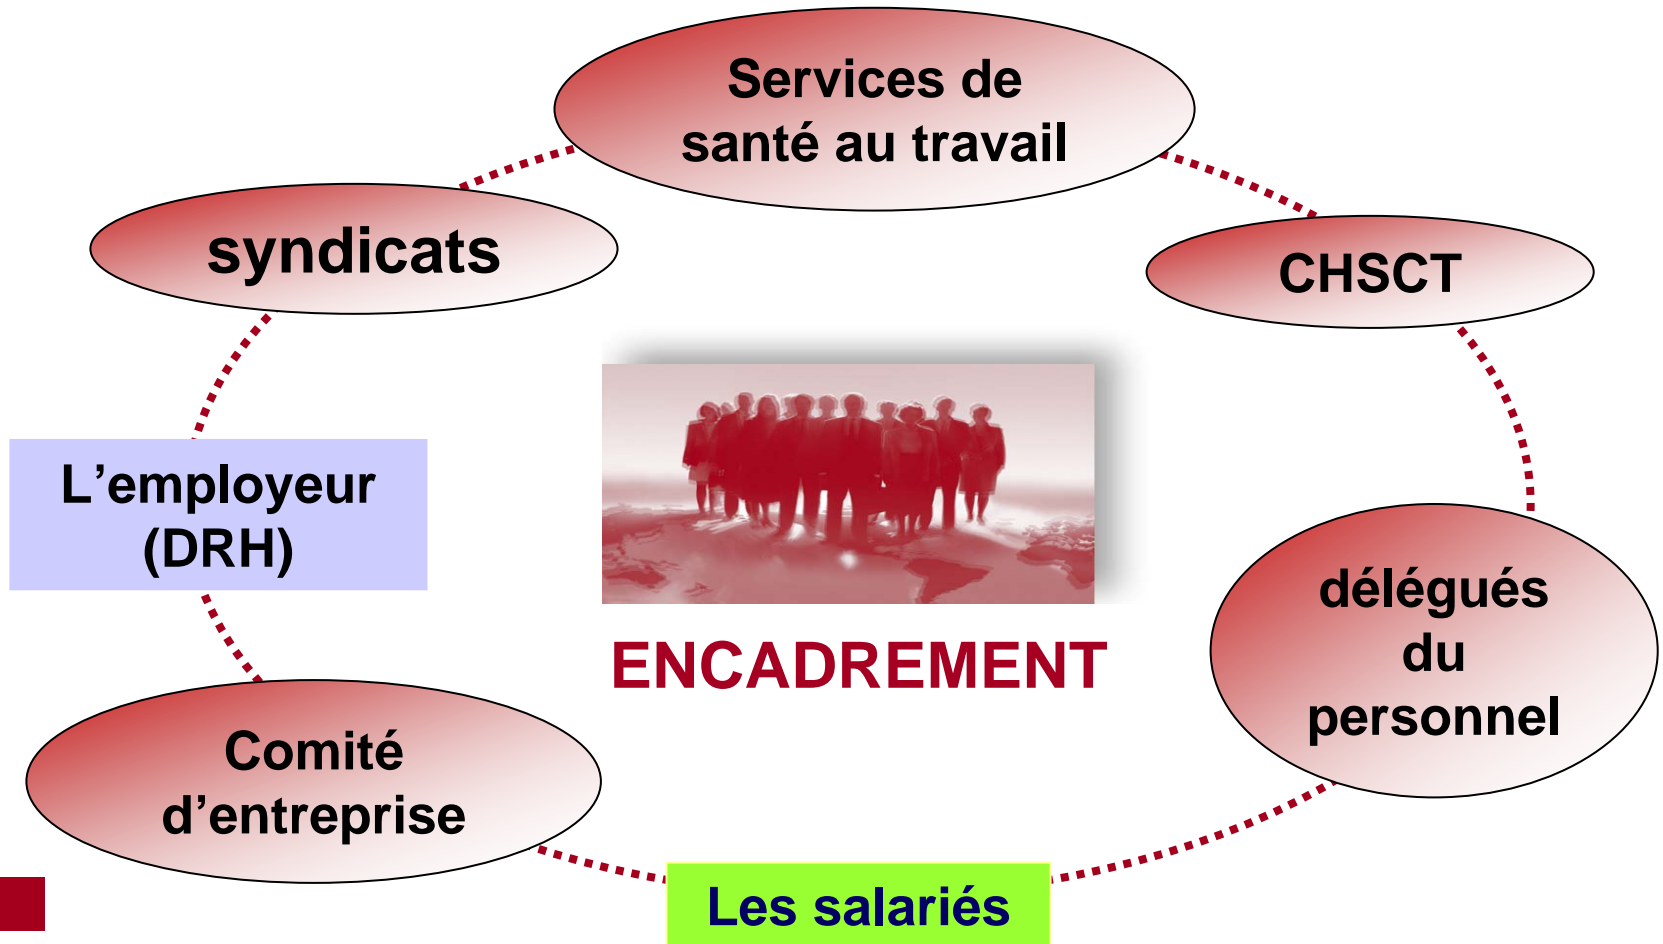 Services de
santé au travail
syndicats
CHSCT
L’employeur
(DRH)
délégués
du
personnel
ENCADREMENT
Comité
d’entreprise
Les salariés